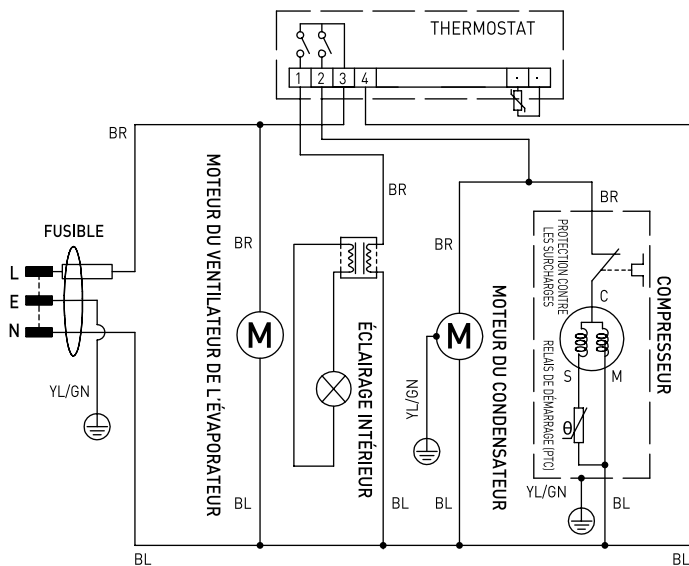 THERMOSTAT
1 2 3 4
BR
FUSIBLE
L
E
N
YL/GN
BL
MOTEUR DU VENTILATEUR DE L'ÉVAPORATEUR
BR
M
BL
BR
ÉCLAIRAGE INTÉRIEUR
BL
BR
M
YL/GN
BL
MOTEUR DU CONDENSATEUR
BR
PROTECTION CONTRE
LES SURCHARGES
C
S
M
RELAIS DE DÉMARRAGE (PTC)
θ
COMPRESSEUR
YL/GN
BL
BL